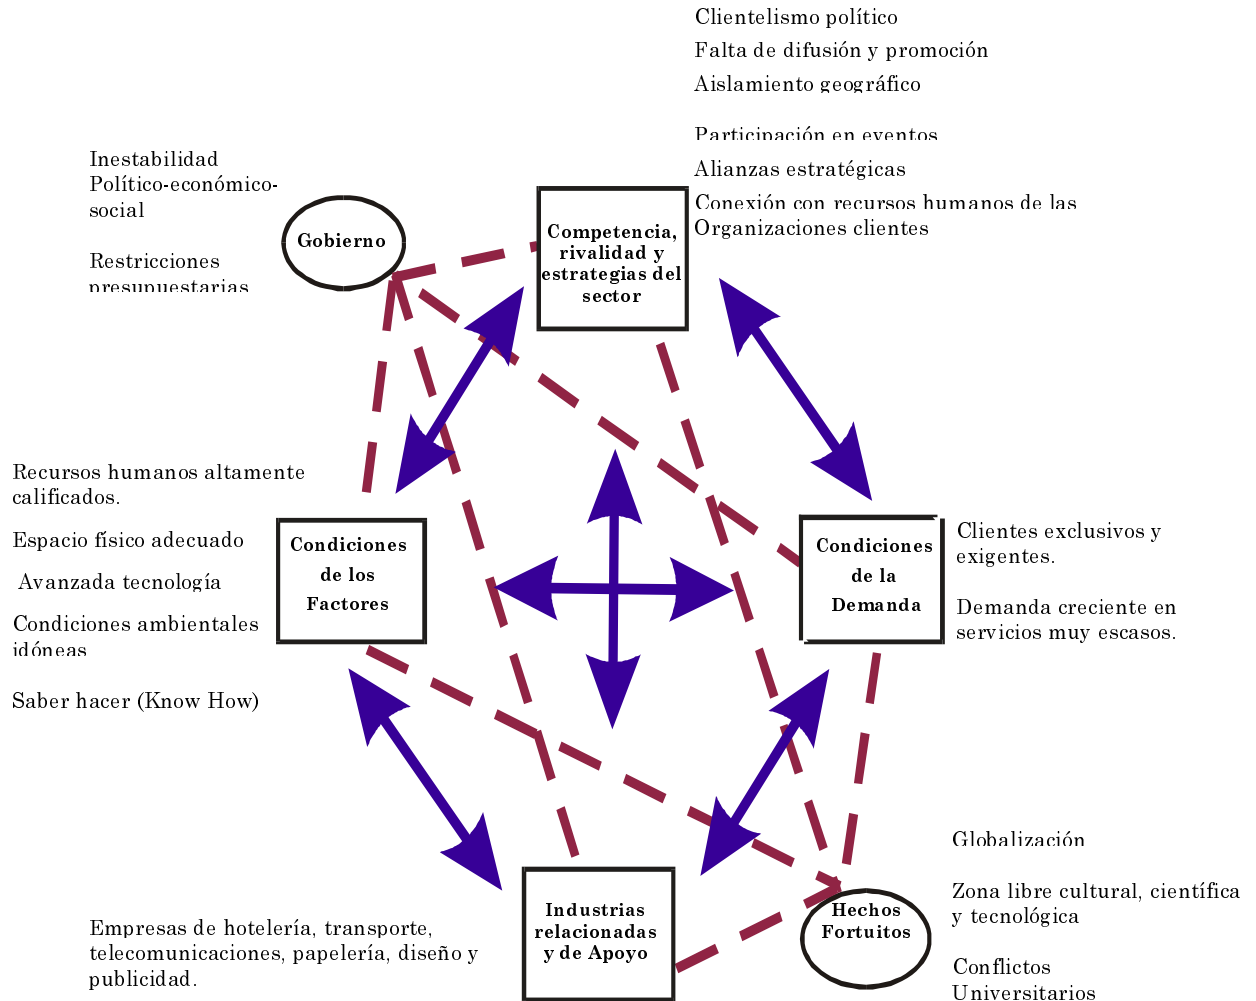 Clientelismo político
Falta de difusión y promoción
Aislamiento geográfico
Participación en eventos
Alianzas estratégicas
Conexión con recursos humanos de las
Organizaciones clientes
Inestabilidad
Político-económico-
social
Restricciones
presupuestarias
Gobierno
Competencia,
rivalidad y
estrategias del
sector
Recursos humanos altamente
calificados.
Espacio físico adecuado
Avanzada tecnología
Condiciones ambientales
idóneas
Saber hacer (Know How)
Condiciones
de los
Factores
Condiciones
de la
Demanda
Clientes exclusivos y
exigentes.
Demanda creciente en
servicios muy escasos.
Empresas de hotelería, transporte,
telecomunicaciones, papelería, diseño y
publicidad.
Industrias
relacionadas
y de Apoyo
Hechos
Fortuitos
Globalización
Zona libre cultural, científica
y tecnológica
Conflictos
Universitarios